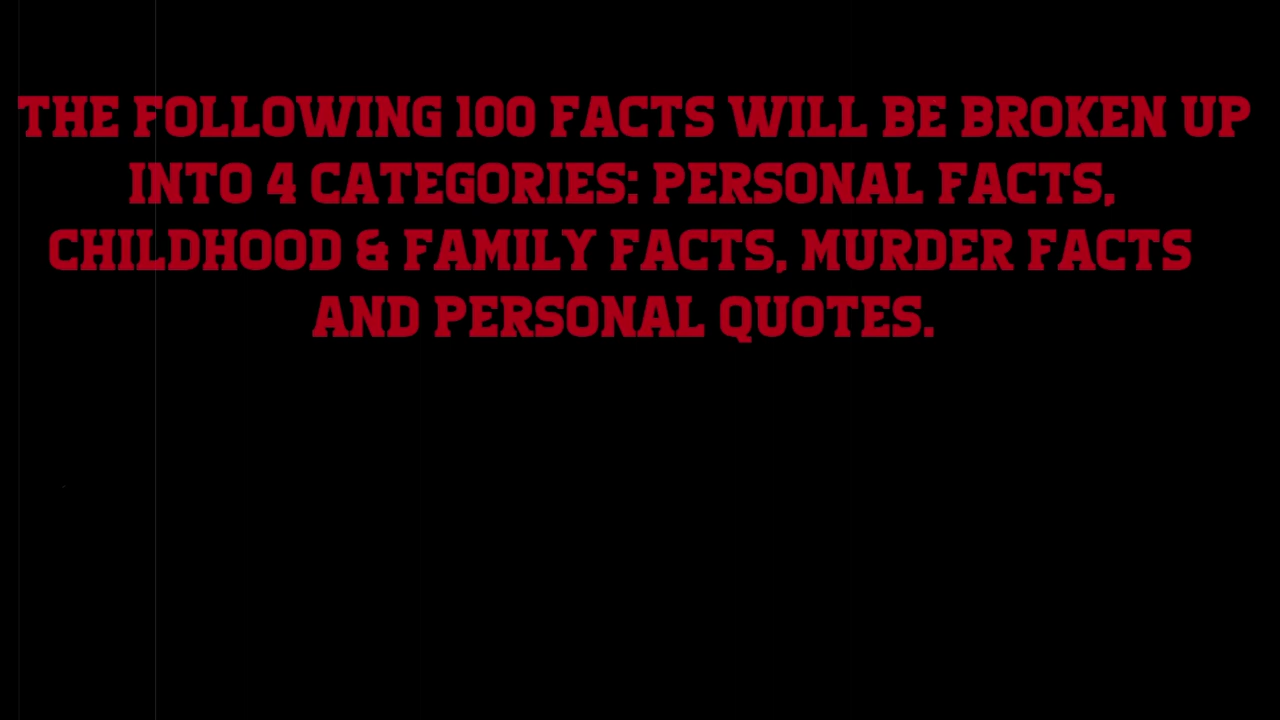 THE FOLLOWING 100 FACTS WILL BE BROKEN UP
INTO 4 CATEGORIES: PERSONAL FACTS,
CHILDHOOD & FAMILY FACTS, MURDER FACTS
AND PERSONAL QUOTES.